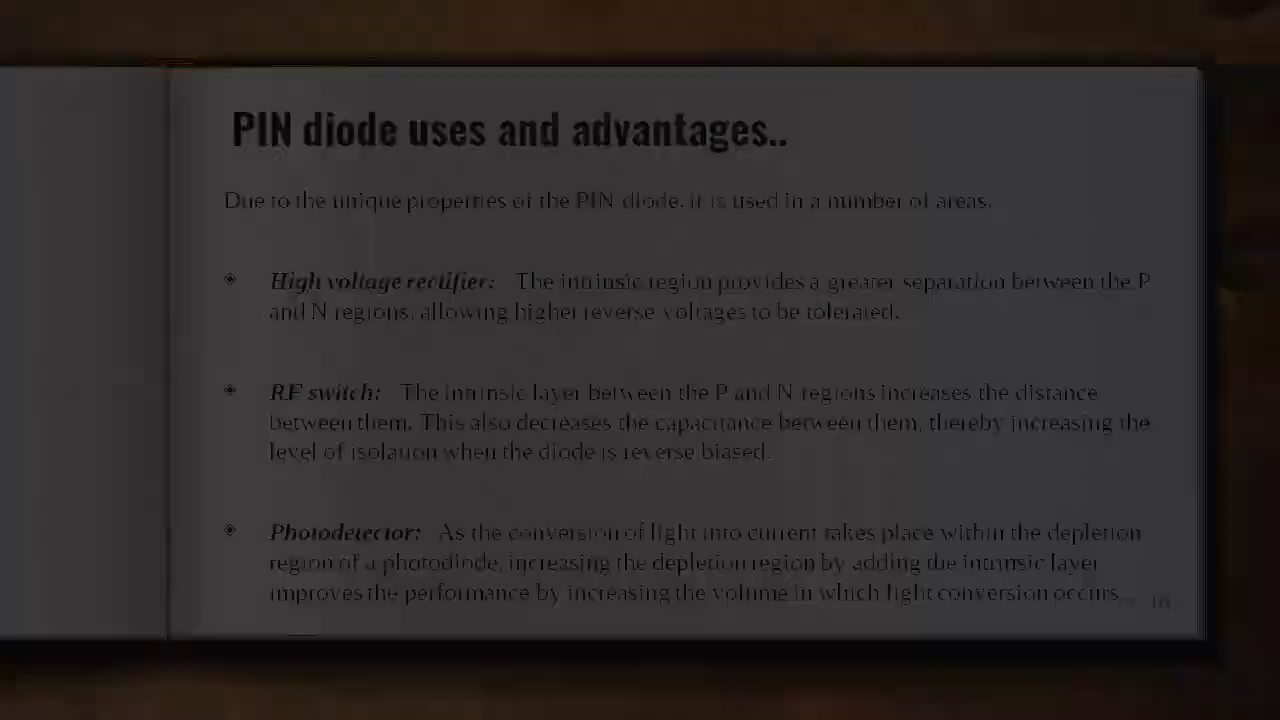 PIN diode uses and advantages..
Due to the unique properties of the PIN diode, it is used in a number of areas.
High voltage rectifier: The intrinsic region provides a greater separation between the P
and N regions, allowing higher reverse voltages to be tolerated.
RF switch: The intrinsic layer between the P and N regions increases the distance
between them. This also decreases the capacitance between them, thereby increasing the
level of isolation when the diode is reverse biased.
Photodetector: As the conversion of light into current takes place within the depletion
region of a photodiode, increasing the depletion region by adding the intrinsic layer
improves the performance by increasing the volume in which light conversion occurs.